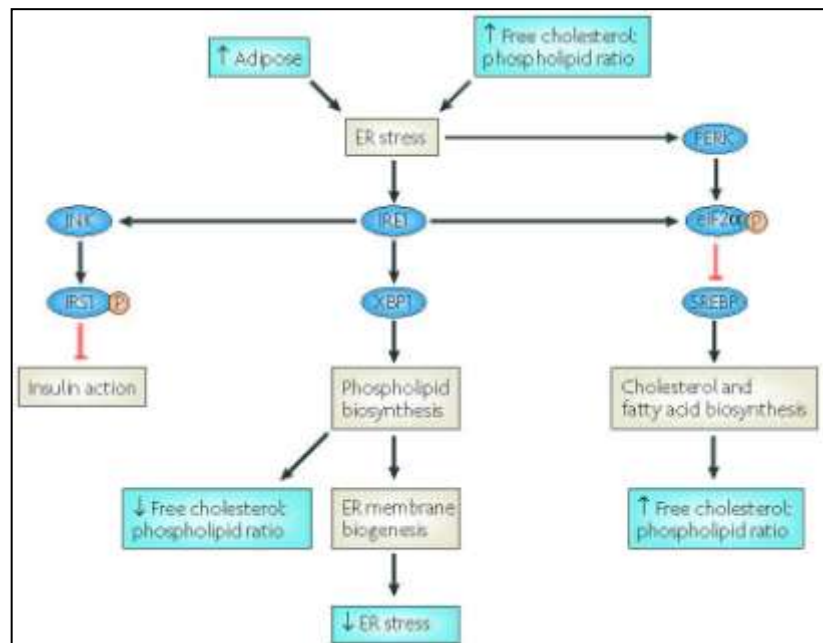 ↑ Adipose
↑ Free cholesterol:
phospholipid ratio
ER stress
PERK
JNK
IRE1
eIF2α P
IRS1 P
XBP1
SREBP
Insulin action
Phospholipid
biosynthesis
Cholesterol and
fatty acid biosynthesis
↓ Free cholesterol:
phospholipid ratio
ER membrane
biogenesis
↑ Free cholesterol:
phospholipid ratio
↓ ER stress